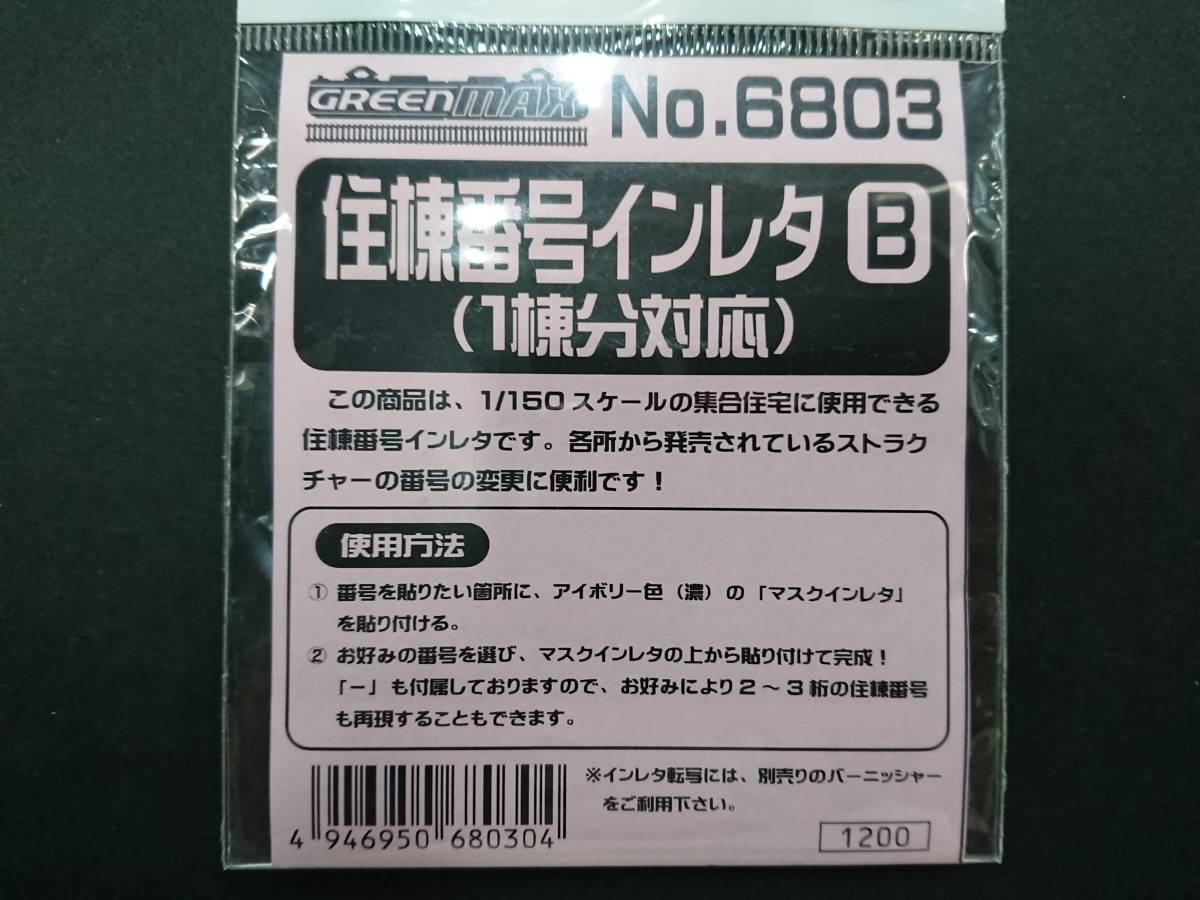 GREENMAX No.6803
住棟番号インレタ B
(1棟分対応)
この商品は、1/150スケールの集合住宅に使用できる
住棟番号インレタです。各所から発売されているストラク
チャーの番号の変更に便利です!
使用方法
① 番号を貼りたい箇所に、アイボリー色(濃)の「マスクインレタ」
を貼り付ける。
② お好みの番号を選び、マスクインレタの上から貼り付けて完成!
「−」も付属しておりますので、お好みにより2〜3桁の住棟番号
も再現することもできます。
※インレタ転写には、別売りのバーニッシャー
をご利用下さい。
4 946950 680304
1200